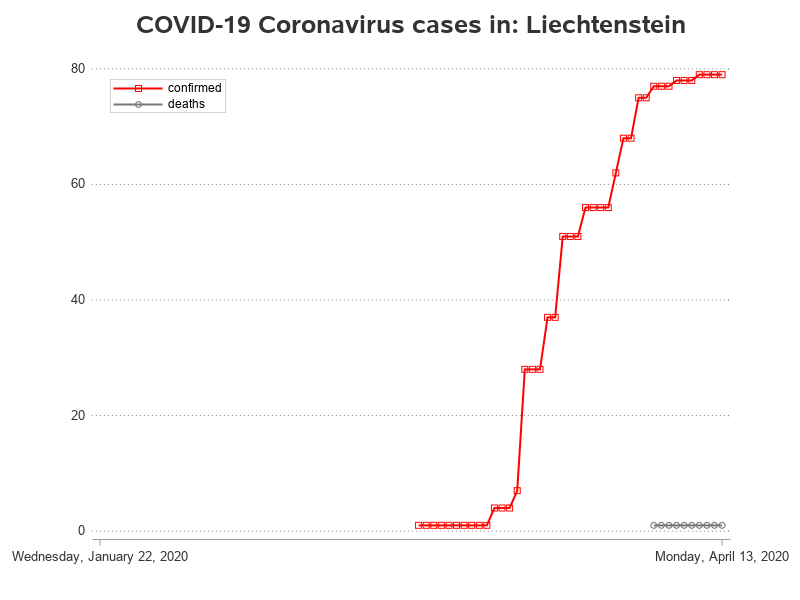 COVID-19 Coronavirus cases in: Liechtenstein
80
confirmed
deaths
60
40
20
0
Wednesday, January 22, 2020
Monday, April 13, 2020